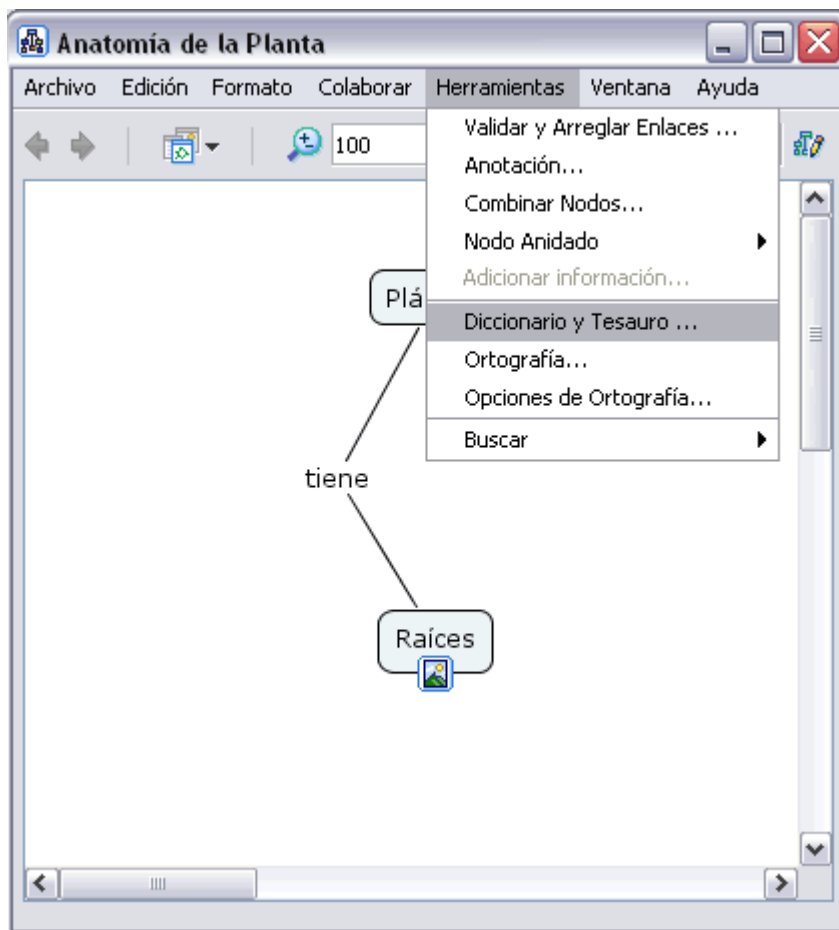 Anatomía de la Planta
Archivo Edición Formato Colaborar Herramientas Ventana Ayuda
100
Validar y Arreglar Enlaces ...
Anotación...
Combinar Nodos...
Nodo Anidado
Adicionar información...
Diccionario y Tesauro ...
Ortografía...
Opciones de Ortografía...
Buscar
Plá
tiene
Raíces